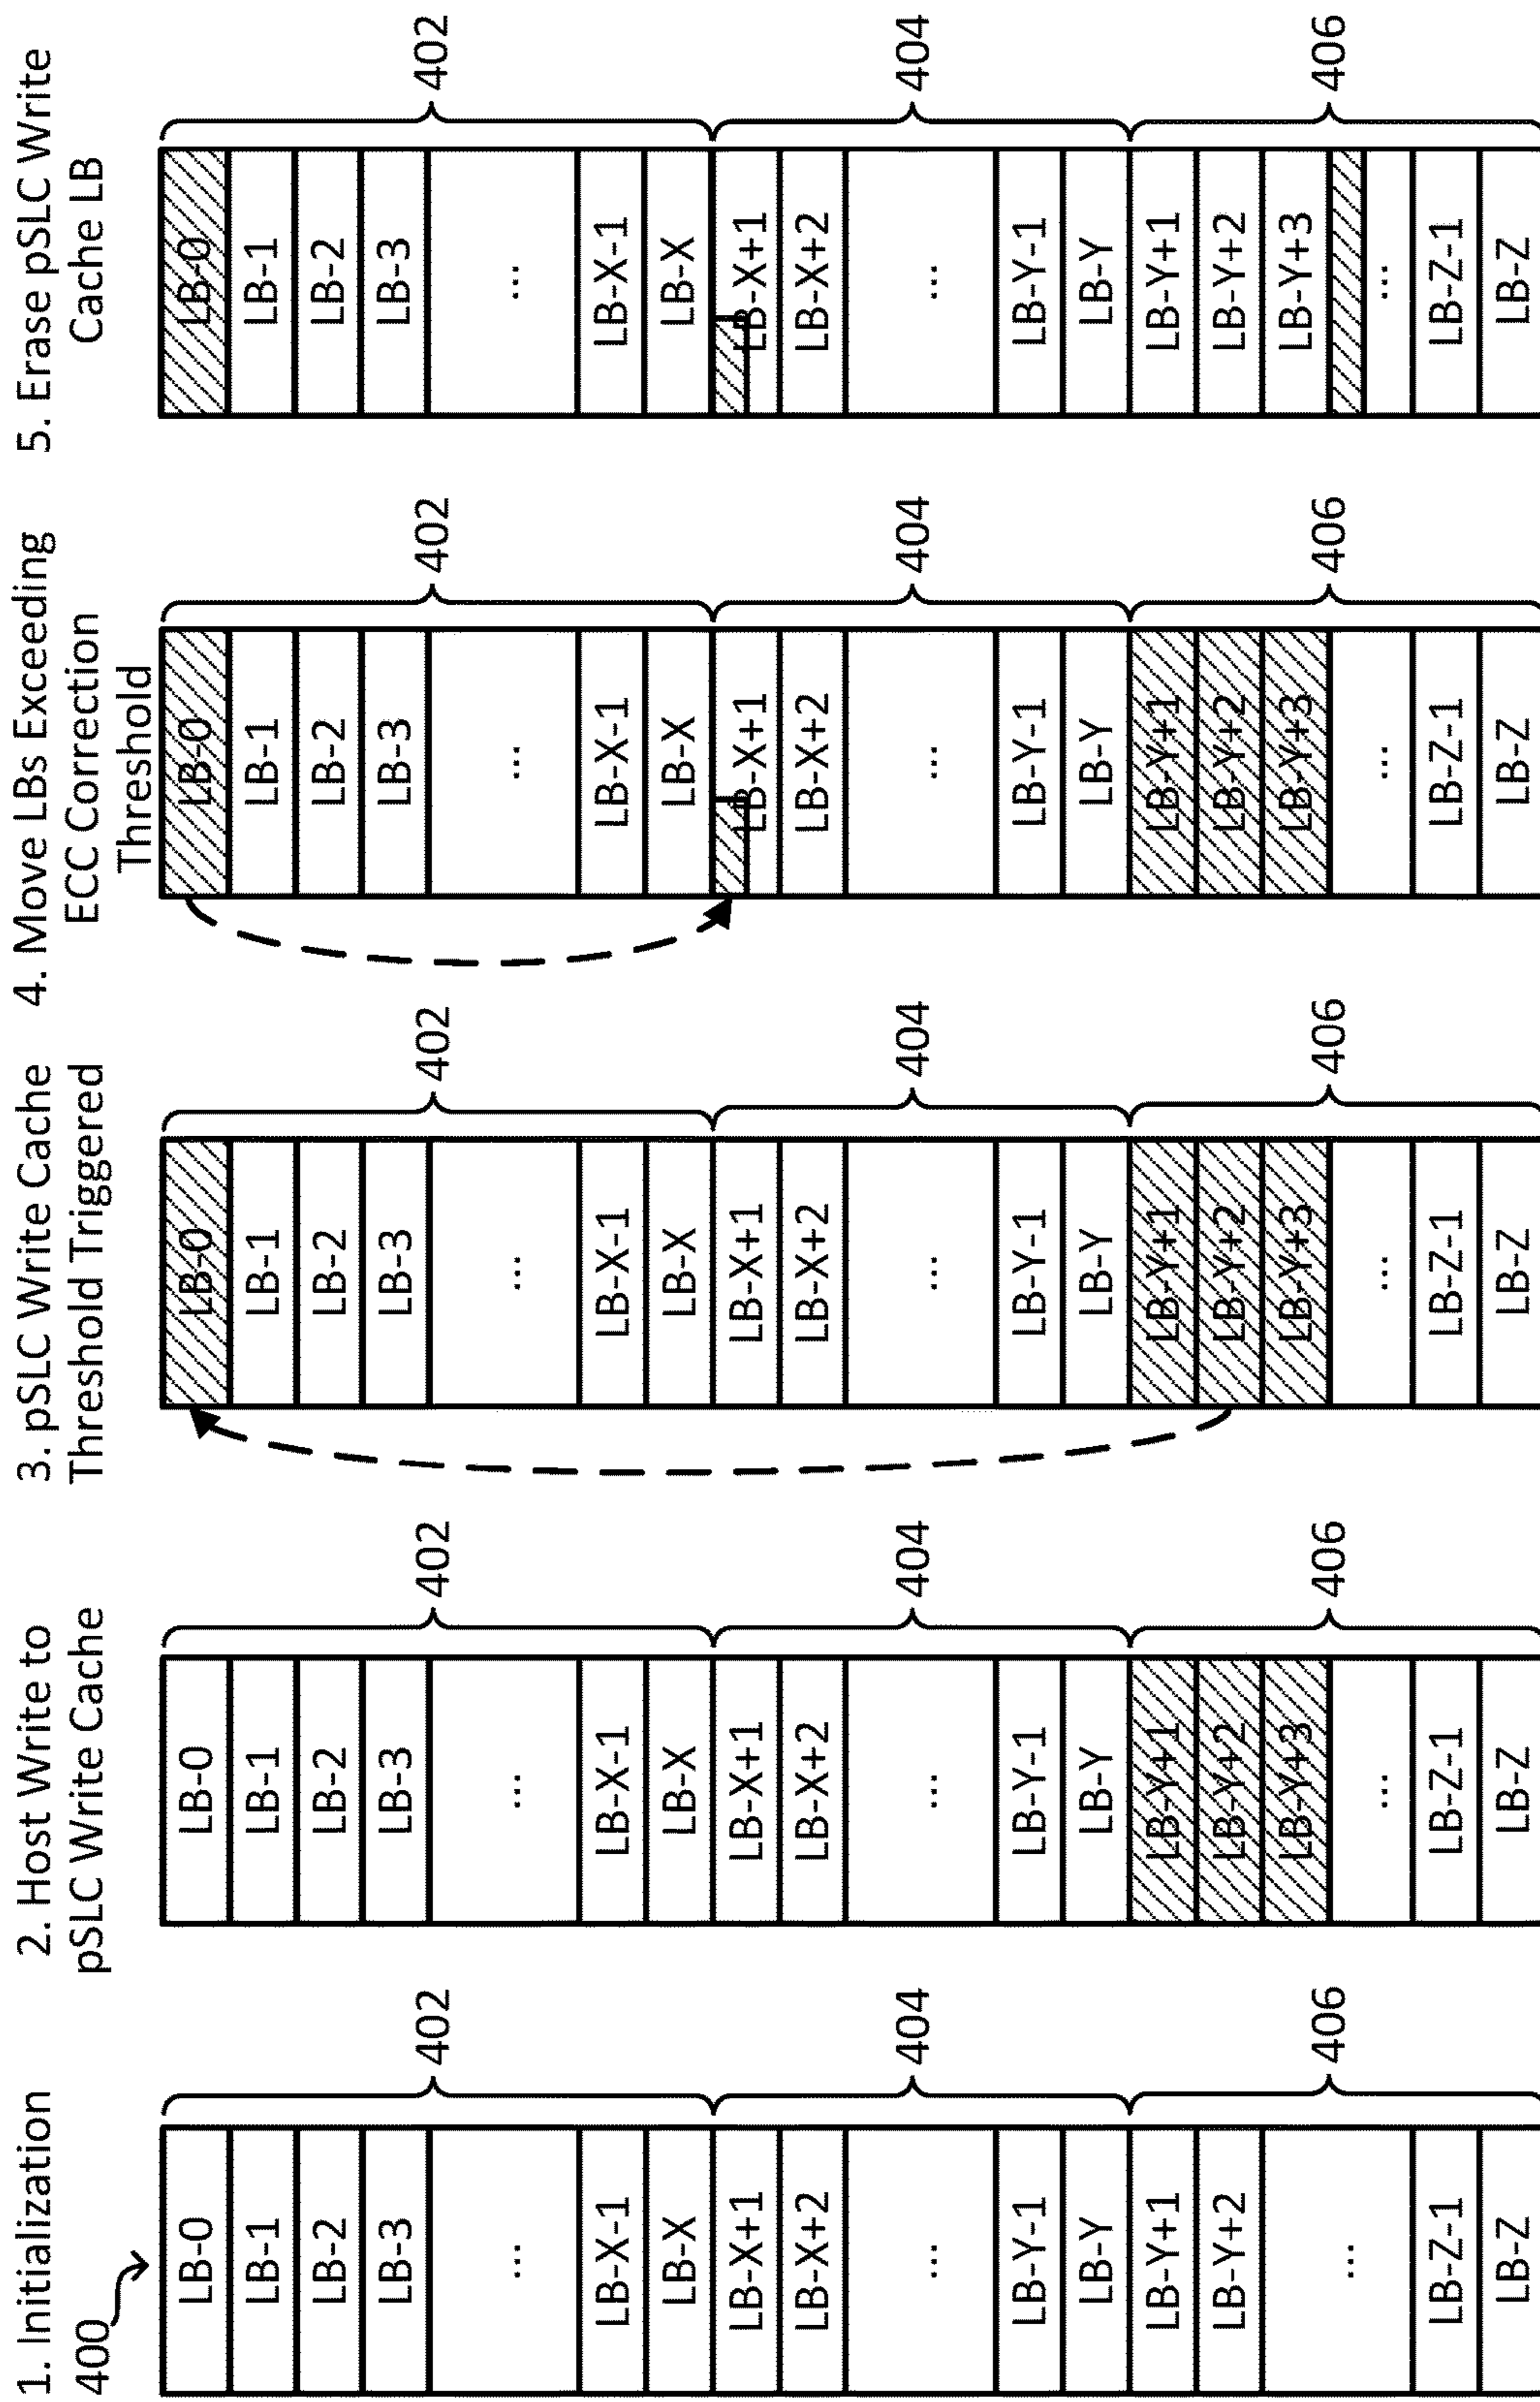 1. Initialization
400
LB-0
LB-1
LB-2
LB-3
...
LB-X-1
LB-X
LB-X+1
LB-X+2
...
LB-Y-1
LB-Y
LB-Y+1
LB-Y+2
...
LB-Z-1
LB-Z
402
404
406
2. Host Write to
pSLC Write Cache
LB-0
LB-1
LB-2
LB-3
...
LB-X-1
LB-X
LB-X+1
LB-X+2
...
LB-Y-1
LB-Y
LB-Y+1
LB-Y+2
LB-Y+3
...
LB-Z-1
LB-Z
402
404
406
3. pSLC Write Cache
Threshold Triggered
LB-0
LB-1
LB-2
LB-3
...
LB-X-1
LB-X
LB-X+1
LB-X+2
...
LB-Y-1
LB-Y
LB-Y+1
LB-Y+2
LB-Y+3
...
LB-Z-1
LB-Z
402
404
406
4. Move LBs Exceeding
ECC Correction
Threshold
LB-0
LB-1
LB-2
LB-3
...
LB-X-1
LB-X
LB-X+1
LB-X+2
...
LB-Y-1
LB-Y
LB-Y+1
LB-Y+2
LB-Y+3
...
LB-Z-1
LB-Z
402
404
406
5. Erase pSLC Write
Cache LB
LB-0
LB-1
LB-2
LB-3
...
LB-X-1
LB-X
LB-X+1
LB-X+2
...
LB-Y-1
LB-Y
LB-Y+1
LB-Y+2
LB-Y+3
...
LB-Z-1
LB-Z
402
404
406